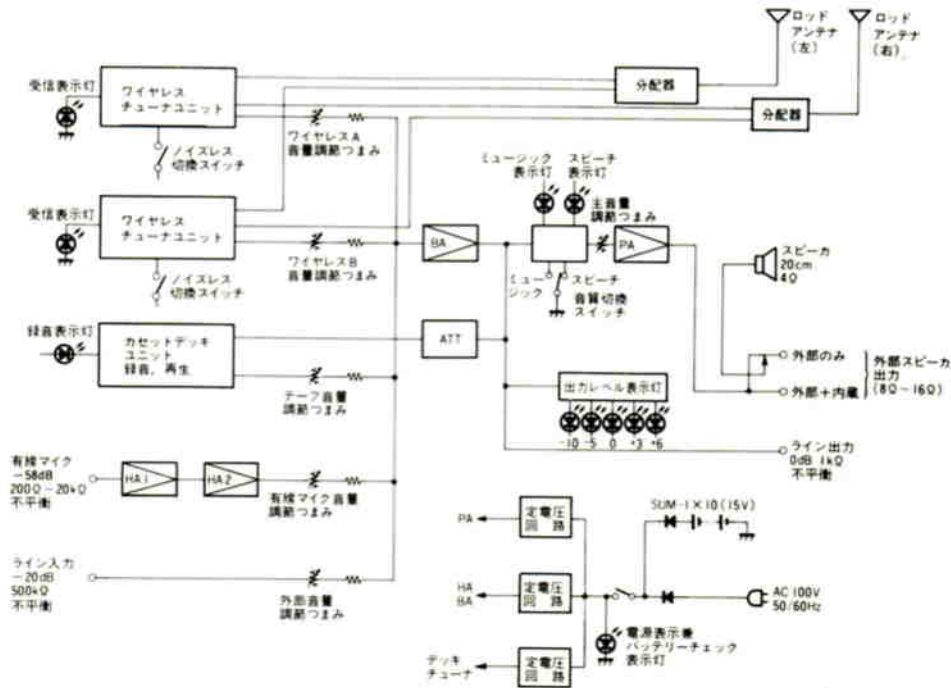 ロッド
アンテナ
(左)
ロッド
アンテナ
(右)
分配器
分配器
受信表示灯
ワイヤレス
チューナユニット
ノイズレス
切換スイッチ
ワイヤレスA
音量調節つまみ
受信表示灯
ワイヤレス
チューナユニット
ノイズレス
切換スイッチ
ワイヤレスB
音量調節つまみ
BA
ミュージック
表示灯
スピーチ
表示灯
主音量
調節つまみ
PA
ミュー
ジック
スピーチ
音質切換
スイッチ
スピーカ
20cm
4Ω
録音表示灯
カセットデッキ
ユニット
録音,再生
ATT
テープ音量
調節つまみ
出力レベル表示灯
-10 -5 0 +3 +6
外部のみ
外部+内蔵
外部スピーカ
出力
(8Ω~16Ω)
ライン出力
0dB 1kΩ
不平衡
有線マイク
-58dB
200Ω~20kΩ
不平衡
HA1
HA2
有線マイク音量
調節つまみ
ライン入力
-20dB
500kΩ
不平衡
外部音量
調節つまみ
PA
定電圧
回路
SUM-1×10(15V)
HA
BA
定電圧
回路
AC100V
50/60Hz
電源表示兼
バッテリーチェック
表示灯
デッキ
チューナ
定電圧
回路